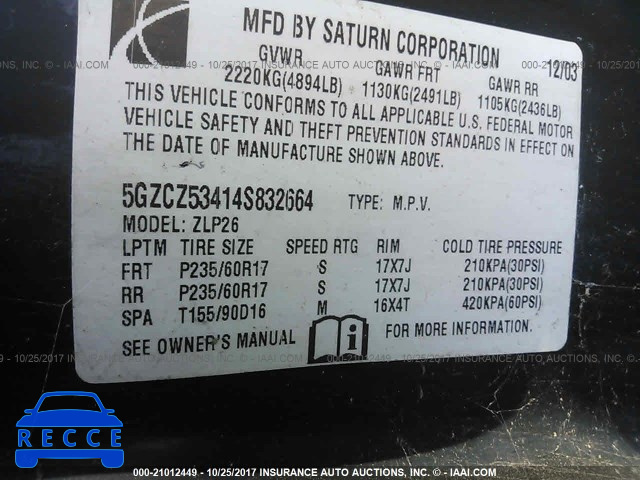 MFD BY SATURN CORPORATION
GVWR GAWR FRT GAWR RR 12/03
2220KG(4894LB) 1130KG(2491LB) 1105KG(2436LB)
THIS VEHICLE CONFORMS TO ALL APPLICABLE U.S. FEDERAL MOTOR
VEHICLE SAFETY AND THEFT PREVENTION STANDARDS IN EFFECT ON
THE DATE OF MANUFACTURE SHOWN ABOVE.
5GZCZ53414S832664 TYPE: M.P.V.
MODEL: ZLP26
LPTM TIRE SIZE SPEED RTG RIM COLD TIRE PRESSURE
FRT P235/60R17 S 17X7J 210KPA(30PSI)
RR P235/60R17 S 17X7J 210KPA(30PSI)
SPA T155/90D16 M 16X4T 420KPA(60PSI)
SEE OWNER'S MANUAL FOR MORE INFORMATION.
RECCE
000-21012449 - 10/25/2017 INSURANCE AUTO AUCTIONS, INC. - © IAAI.COM